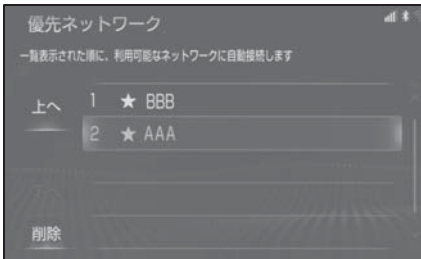 優先ネットワーク
一覧表示された順に、利用可能なネットワークに自動接続します
上へ
1 ★ BBB
2 ★ AAA
下へ
削除